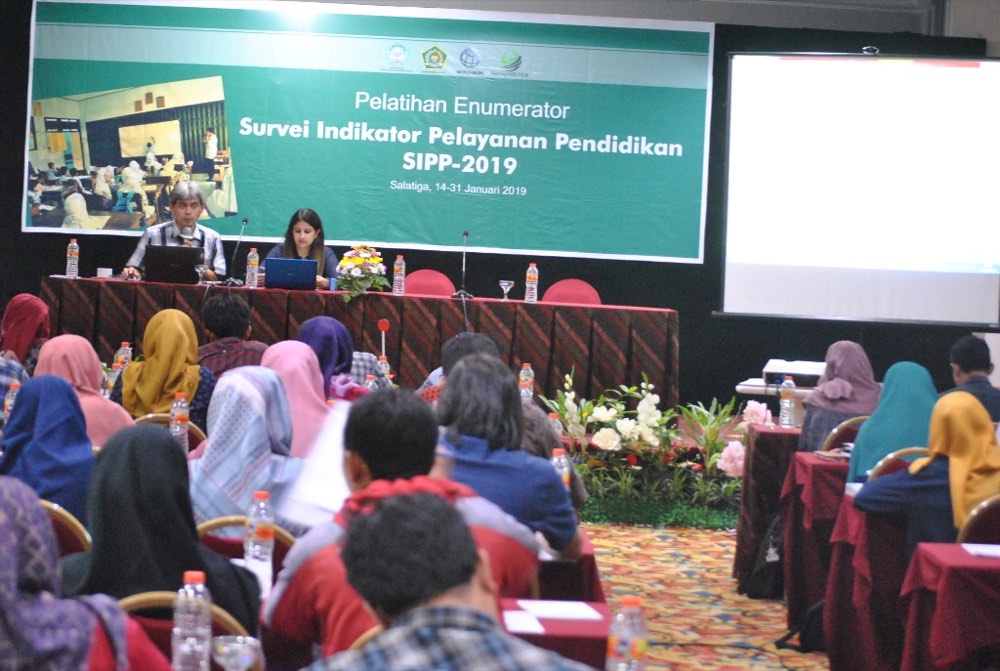 Pelatihan Enumerator
Survei Indikator Pelayanan Pendidikan
SIPP-2019
Salatiga, 14-31 Januari 2019